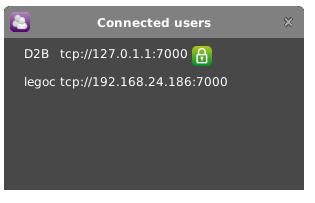 Connected users
D2B tcp://127.0.1.1:7000
legoc tcp://192.168.24.186:7000